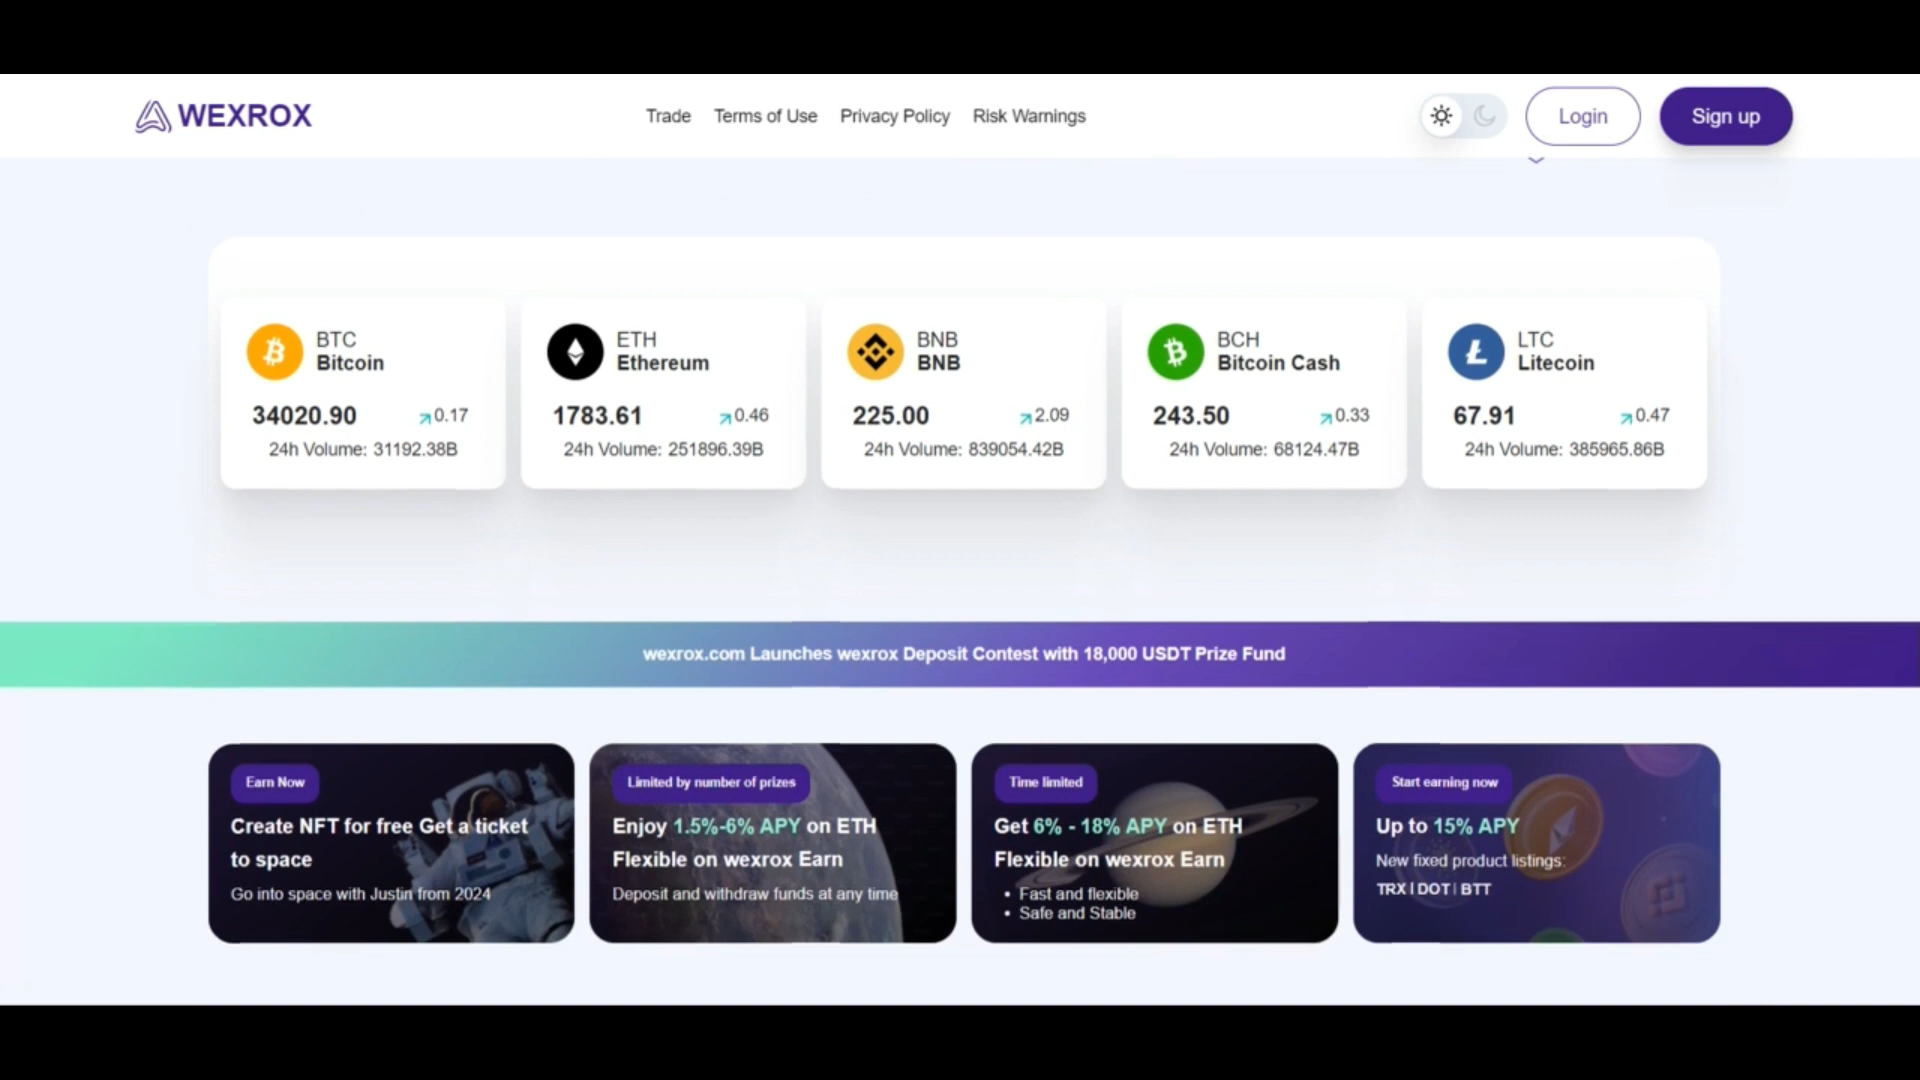 WEXROX
Trade Terms of Use Privacy Policy Risk Warnings
Login Sign up
BTC
Bitcoin
34020.90 0.17
24h Volume: 31192.38B
ETH
Ethereum
1783.61 0.46
24h Volume: 251896.39B
BNB
BNB
225.00 2.09
24h Volume: 839054.42B
BCH
Bitcoin Cash
243.50 0.33
24h Volume: 68124.47B
LTC
Litecoin
67.91 0.47
24h Volume: 385965.86B
wexrox.com Launches wexrox Deposit Contest with 18,000 USDT Prize Fund
Earn Now
Create NFT for free Get a ticket
to space
Go into space with Justin from 2024
Limited by number of prizes
Enjoy 1.5%-6% APY on ETH
Flexible on wexrox Earn
Deposit and withdraw funds at any time
Time limited
Get 6% - 18% APY on ETH
Flexible on wexrox Earn
• Fast and flexible
• Safe and Stable
Start earning now
Up to 15% APY
New fixed product listings:
TRX | DOT | BTT